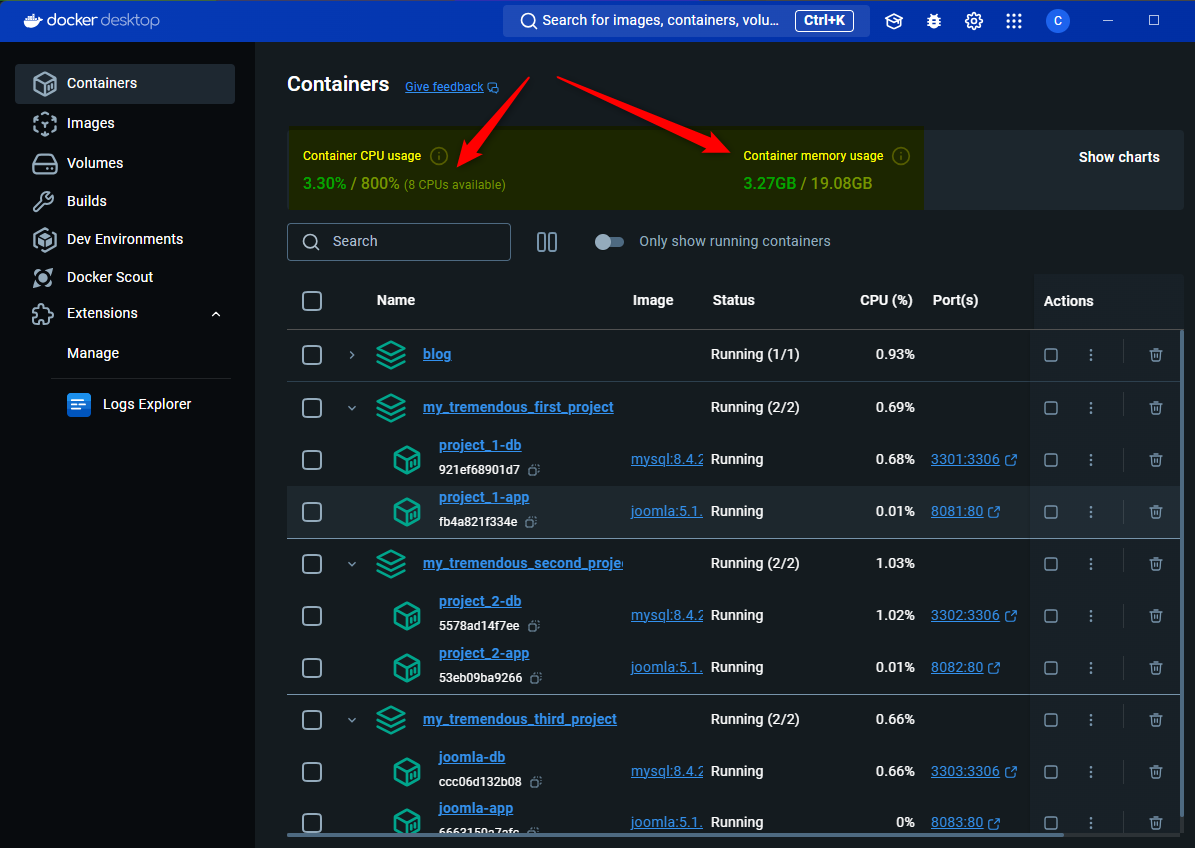 docker desktop
Search for images, containers, volu... Ctrl+K
C
Containers
Images
Volumes
Builds
Dev Environments
Docker Scout
Extensions
Manage
Logs Explorer
Containers Give feedback
Container CPU usage
3.30% / 800% (8 CPUs available)
Container memory usage
3.27GB / 19.08GB
Show charts
Search
Only show running containers
Name Image Status CPU (%) Port(s) Actions
blog Running (1/1) 0.93%
my_tremendous_first_project Running (2/2) 0.69%
project_1-db
921ef68901d7
mysql:8.4.2 Running 0.68% 3301:3306
project_1-app
fb4a821f334e
joomla:5.1. Running 0.01% 8081:80
my_tremendous_second_proje Running (2/2) 1.03%
project_2-db
5578ad14f7ee
mysql:8.4.2 Running 1.02% 3302:3306
project_2-app
53eb09ba9266
joomla:5.1. Running 0.01% 8082:80
my_tremendous_third_project Running (2/2) 0.66%
joomla-db
ccc06d132b08
mysql:8.4.2 Running 0.66% 3303:3306
joomla-app
joomla:5.1. Running 0% 8083:80